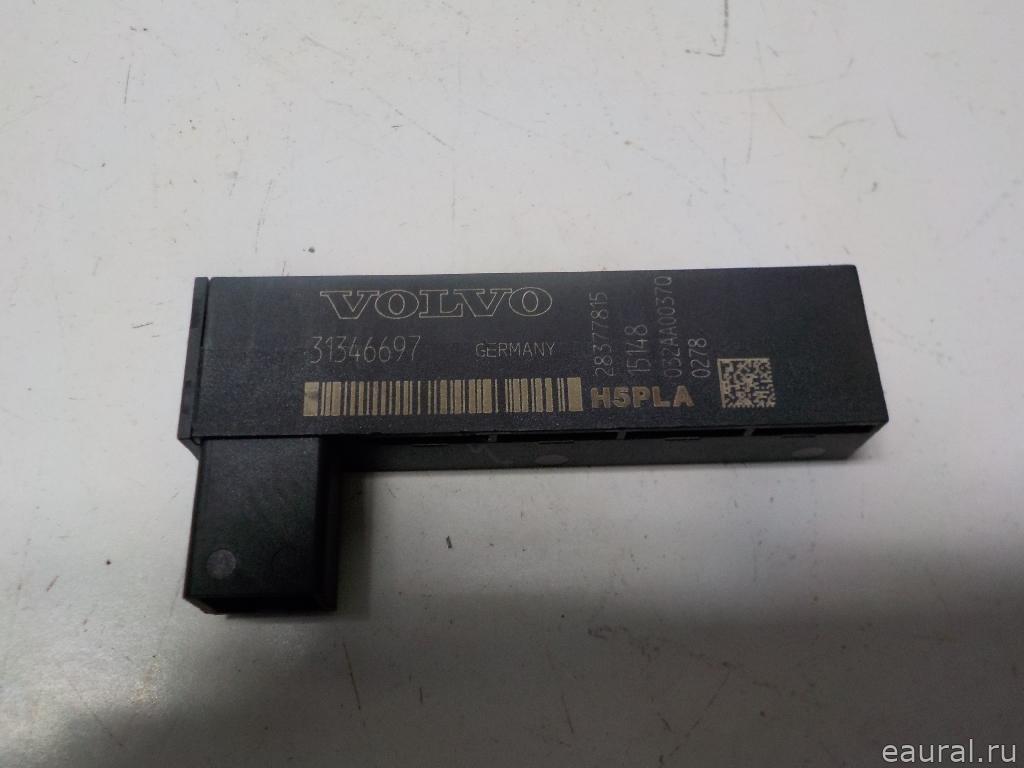 VOLVO
31346697 GERMANY
28377815
15148
032AA00370
0278
H5PLA
eaural.ru